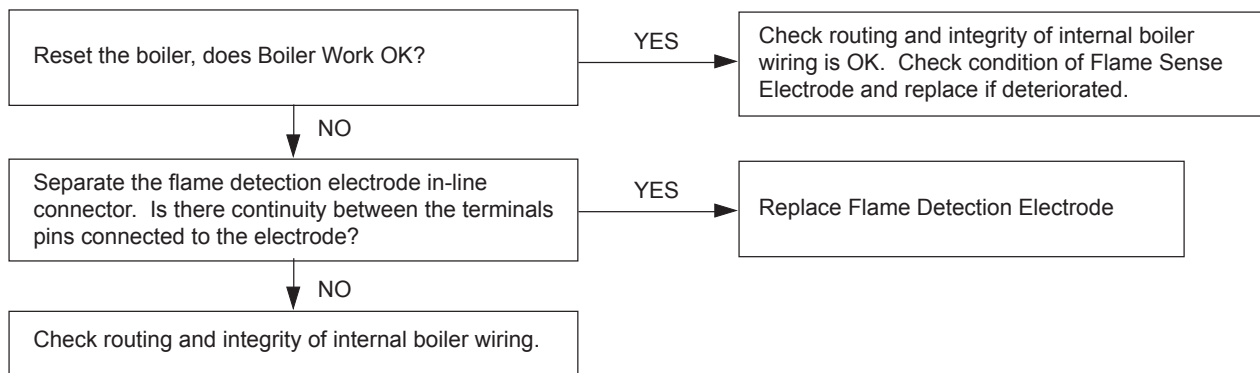 Reset the boiler, does Boiler Work OK?
YES
Check routing and integrity of internal boiler
wiring is OK.  Check condition of Flame Sense
Electrode and replace if deteriorated.
NO
Separate the flame detection electrode in-line
connector.  Is there continuity between the terminals
pins connected to the electrode?
YES
Replace Flame Detection Electrode
NO
Check routing and integrity of internal boiler wiring.